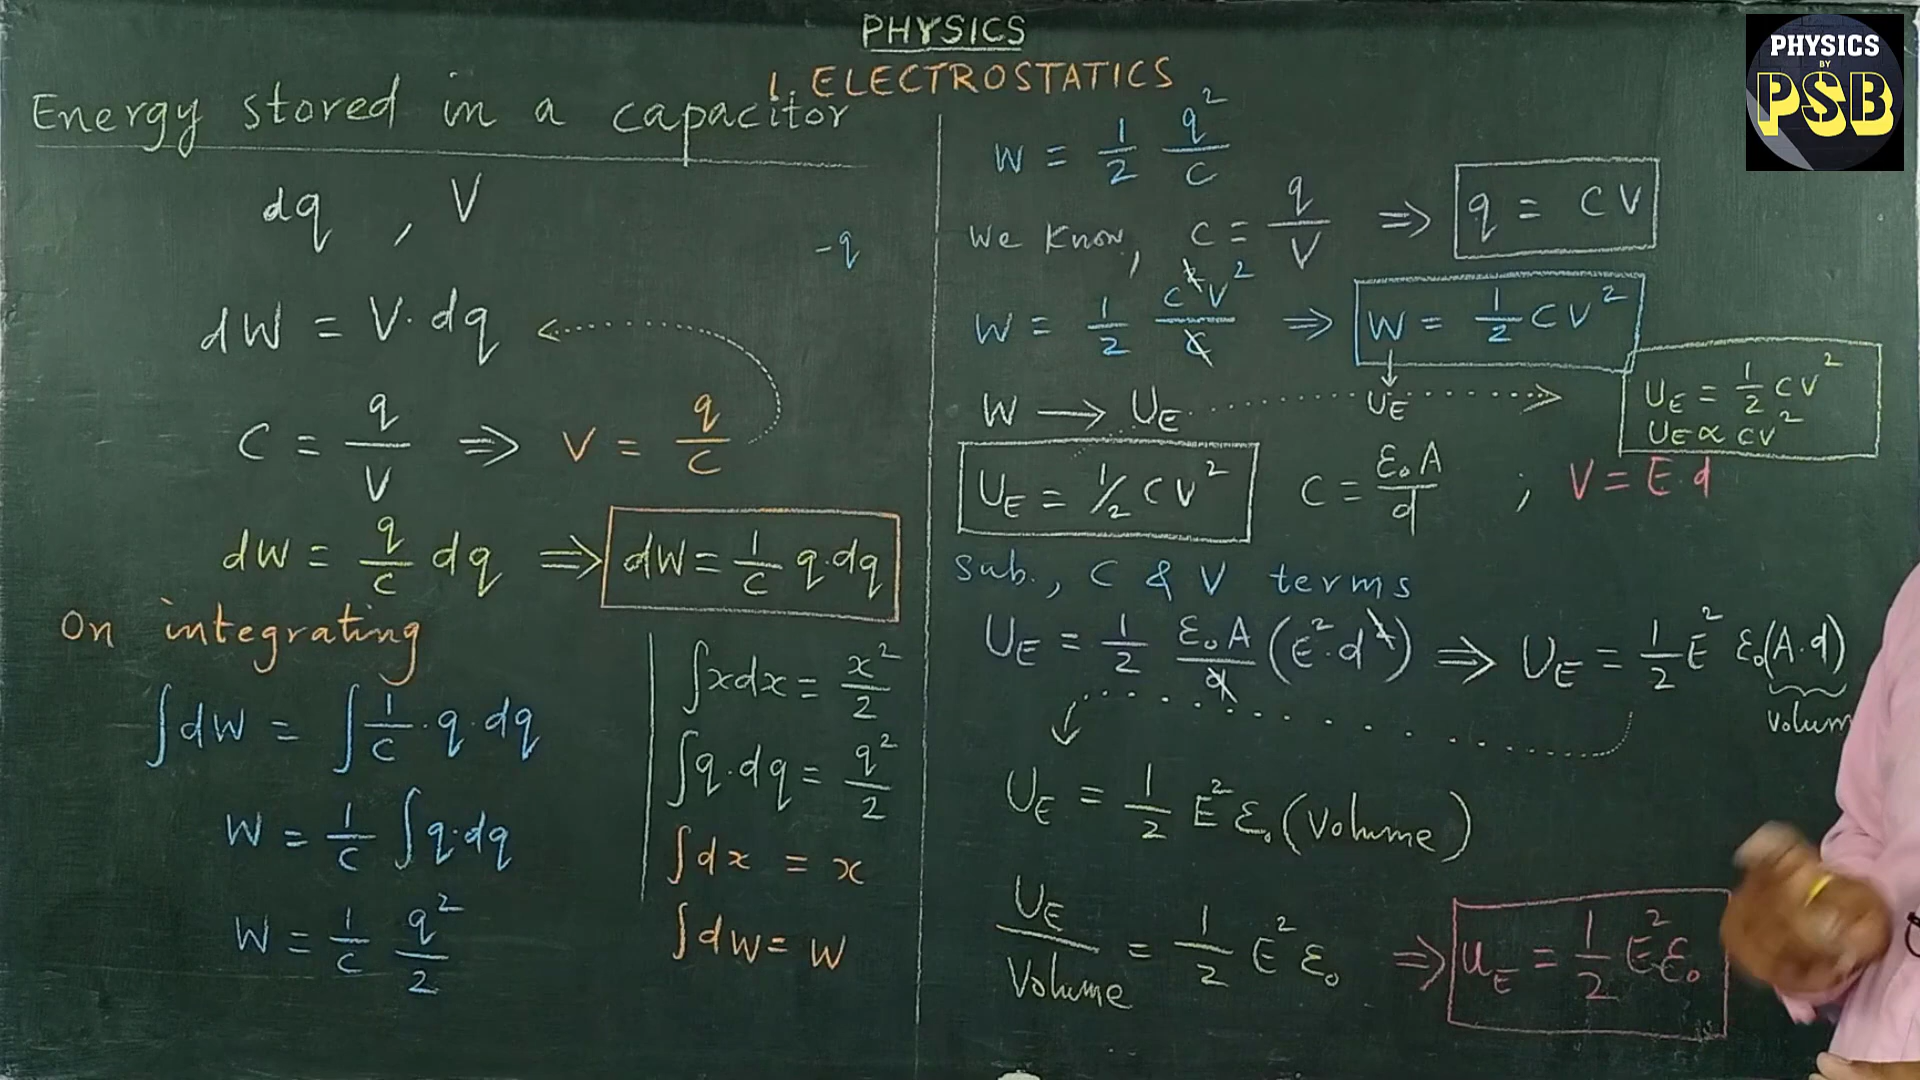 PHYSICS
1. ELECTROSTATICS
PHYSICS
BY
PSB
Energy stored in a capacitor
dq , V
-q
dW = V·dq
C = q/V ⇒ V = q/C
dW = q/C dq ⇒ dW = 1/C q·dq
On integrating
∫dW = ∫1/C·q·dq
W = 1/C ∫q·dq
W = 1/C q²/2
∫xdx = x²/2
∫q·dq = q²/2
∫dx = x
∫dW = W
W = 1/2 q²/C
We Know, C = q/V ⇒ q = CV
W = 1/2 C²V²/C ⇒ W = 1/2 CV²
W → UE
UE
UE = 1/2 CV²
UE ∝ CV²
UE = 1/2 CV² C = ε₀A/d ; V = E.d
Sub., C & V terms
UE = 1/2 ε₀A/d (E²·d²) ⇒ UE = 1/2 E² ε₀(A·d)
Volum
UE = 1/2 E² ε₀ (Volume)
UE/Volume = 1/2 E² ε₀ ⇒ uE = 1/2 E² ε₀